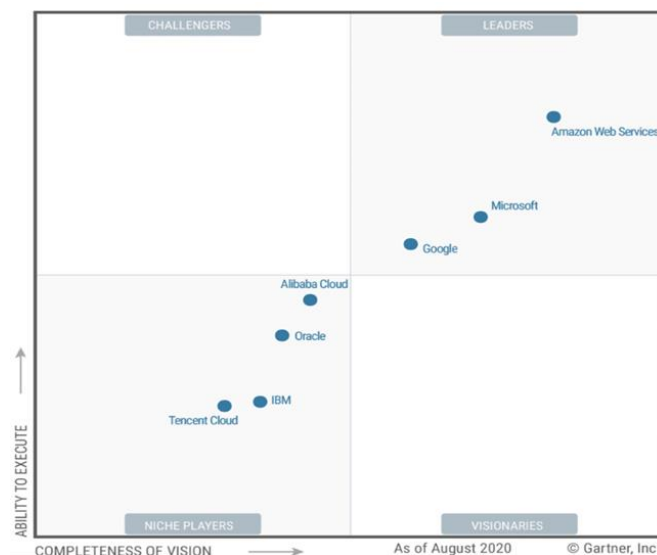 CHALLENGERS
LEADERS
Amazon Web Services
Microsoft
Google
Alibaba Cloud
Oracle
IBM
Tencent Cloud
ABILITY TO EXECUTE
NICHE PLAYERS
VISIONARIES
COMPLETENESS OF VISION
As of August 2020
© Gartner, Inc